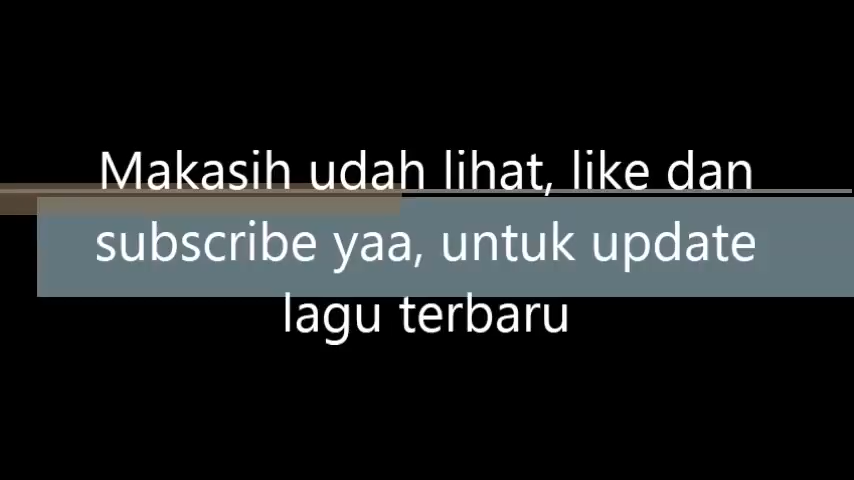 Makasih udah lihat, like dan
subscribe yaa, untuk update
lagu terbaru